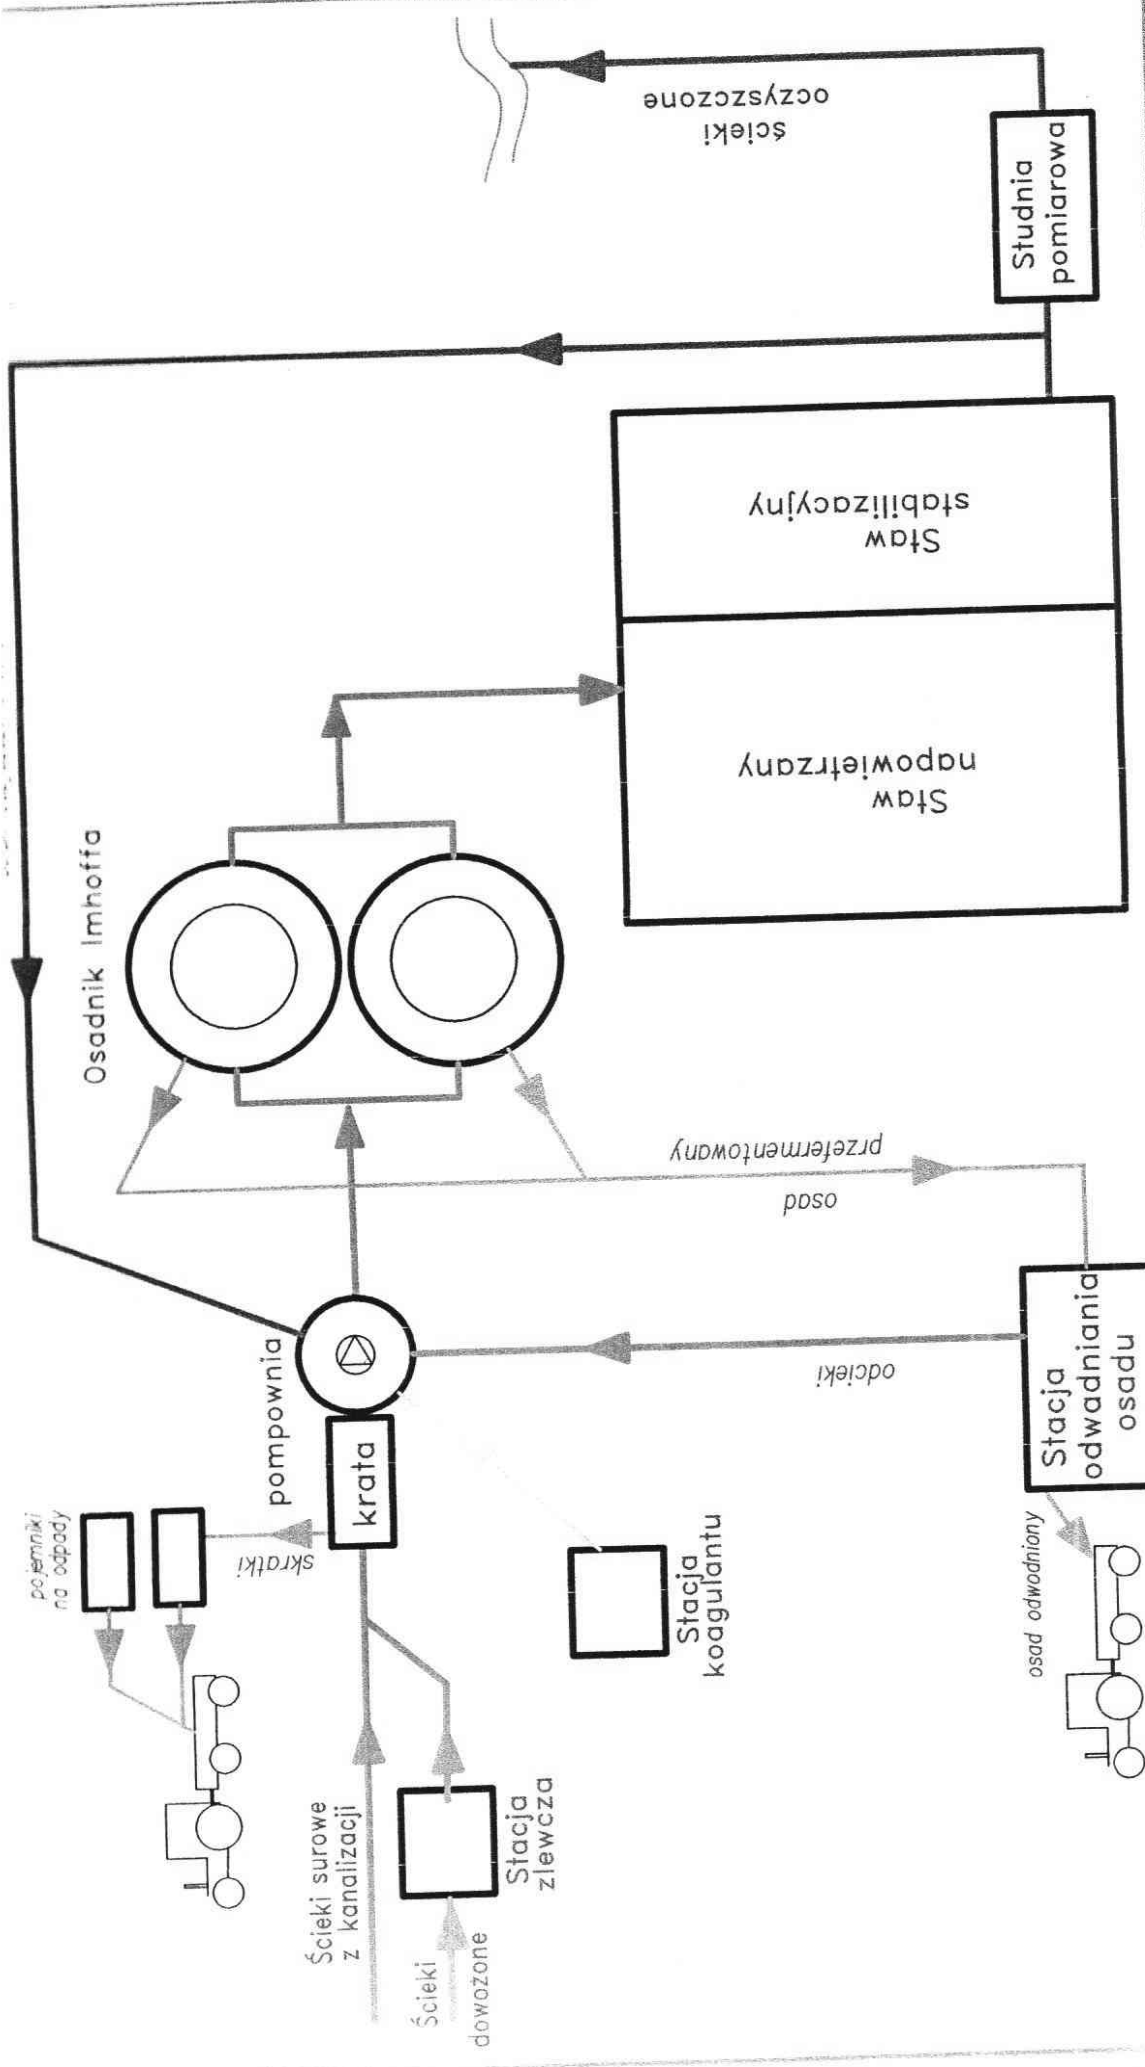 pojemniki
na odpady
skratki
pompownia
krata
Ścieki surowe
z kanalizacji
Ścieki
dowożone
Stacja
zlewcza
Stacja
koagulantu
Osadnik Imhoffa
osad
przefermentowany
odcieki
Stacja
odwadniania
osadu
osad odwodniony
Staw
napowietrzany
Staw
stabilizacyjny
Studnia
pomiarowa
ścieki
oczyszczone